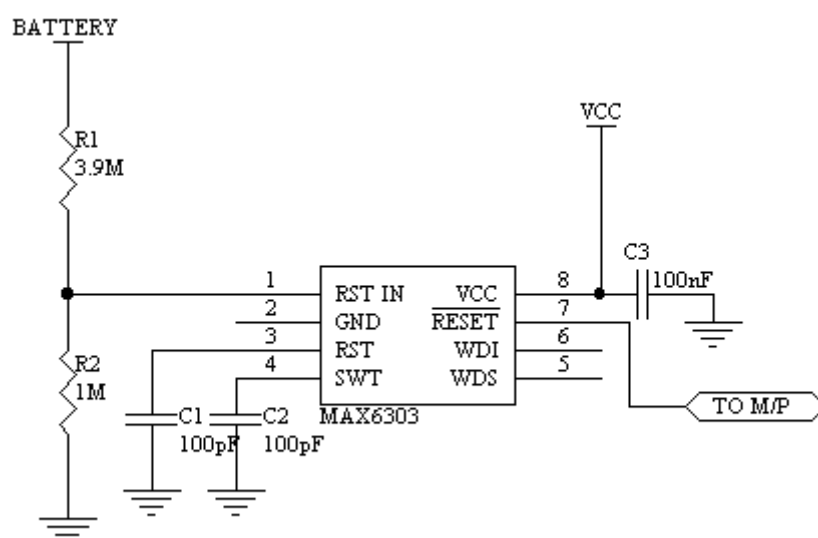 BATTERY
R1
3.9M
VCC
C3
100nF
1
RST IN
VCC
8
2
GND
RESET
7
3
RST
WDI
6
4
SWT
WDS
5
R2
1M
C1
100pF
C2
100pF
MAX6303
TO M/P